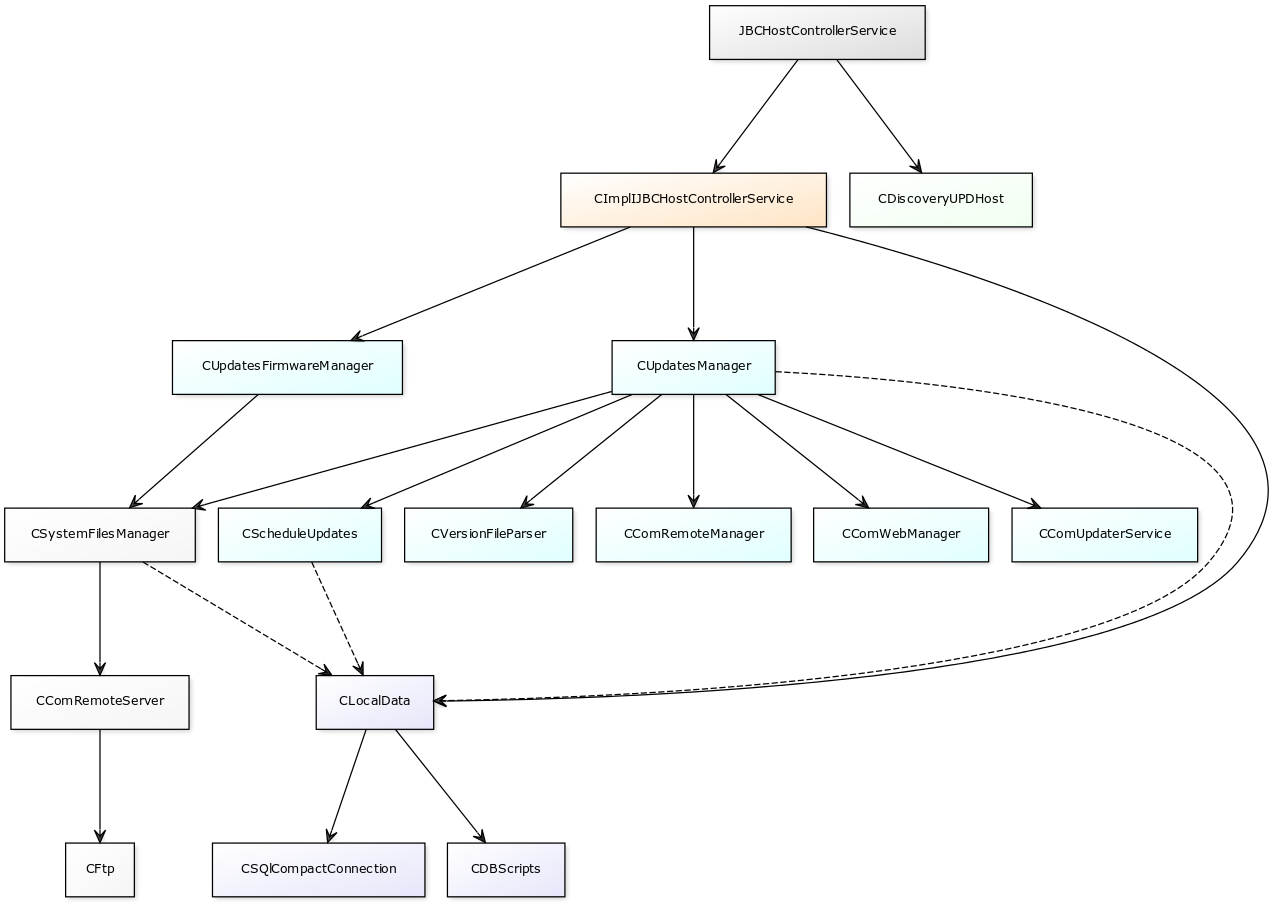 JBCHostControllerService
CImplIJBCHostControllerService
CDiscoveryUPDHost
CUpdatesFirmwareManager
CUpdatesManager
CSystemFilesManager
CScheduleUpdates
CVersionFileParser
CComRemoteManager
CComWebManager
CComUpdaterService
CComRemoteServer
CLocalData
CFtp
CSQlCompactConnection
CDBScripts